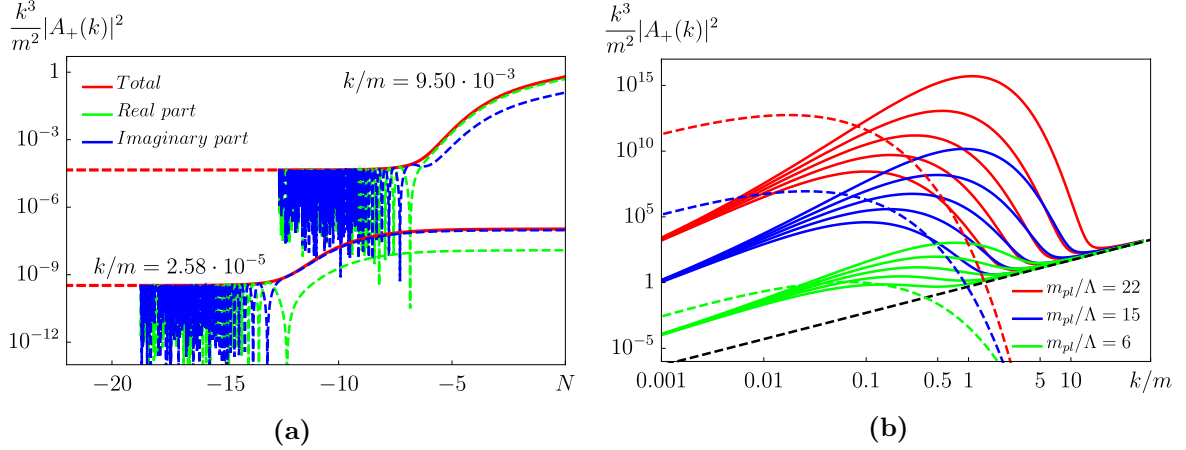 k³/m² |A₊(k)|²
1
10⁻³
10⁻⁶
10⁻⁹
10⁻¹²
Total
Real part
Imaginary part
k/m = 9.50 · 10⁻³
k/m = 2.58 · 10⁻⁵
−20 −15 −10 −5 N
(a)
k³/m² |A₊(k)|²
10¹⁵
10¹⁰
10⁵
1
10⁻⁵
m_pl/Λ = 22
m_pl/Λ = 15
m_pl/Λ = 6
0.001 0.01 0.1 0.5 1 5 10 k/m
(b)